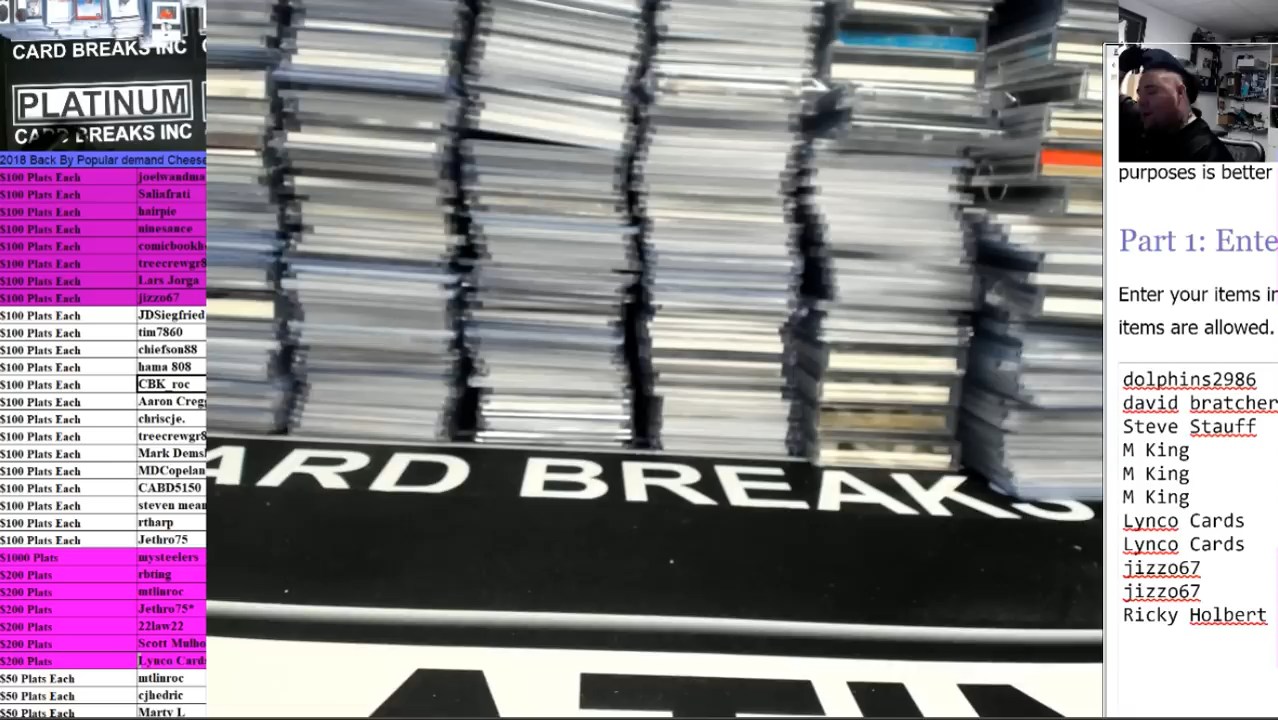 CARD BREAKS INC
PLATINUM
CARD BREAKS INC
2018 Back By Popular demand Cheese
$100 Plats Each joelwandma
$100 Plats Each Saliafrati
$100 Plats Each hairpie
$100 Plats Each ninesance
$100 Plats Each comicbookh
$100 Plats Each treecrewgr8
$100 Plats Each Lars Jorga
$100 Plats Each jizzo67
$100 Plats Each JDSiegfried
$100 Plats Each tim7860
$100 Plats Each chiefson88
$100 Plats Each hama 808
$100 Plats Each CBK_roc
$100 Plats Each Aaron Creg
$100 Plats Each chriscje.
$100 Plats Each treecrewgr8
$100 Plats Each Mark Dems
$100 Plats Each MDCopelan
$100 Plats Each CABD5150
$100 Plats Each steven mean
$100 Plats Each rtharp
$100 Plats Each Jethro75
$1000 Plats mysteelers
$200 Plats rbting
$200 Plats mtlinroc
$200 Plats Jethro75*
$200 Plats 22law22
$200 Plats Scott Mulho
$200 Plats Lynco Cards
$50 Plats Each mtlinroc
$50 Plats Each cjhedric
$50 Plats Each Marty L
ARD BREAKS
purposes is better
Part 1: Ente
Enter your items in
items are allowed.
dolphins2986
david bratcher
Steve Stauff
M King
M King
M King
Lynco Cards
Lynco Cards
jizzo67
jizzo67
Ricky Holbert